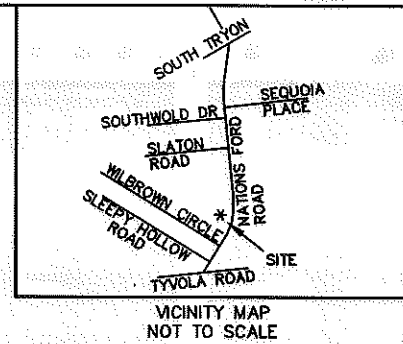 SOUTH TRYON
SEQUOIA
PLACE
SOUTHWOLD DR
SLATON
ROAD
NATIONS FORD
ROAD
WILBROWN CIRCLE
SLEEPY HOLLOW
ROAD
*
SITE
TYVOLA ROAD
VICINITY MAP
NOT TO SCALE